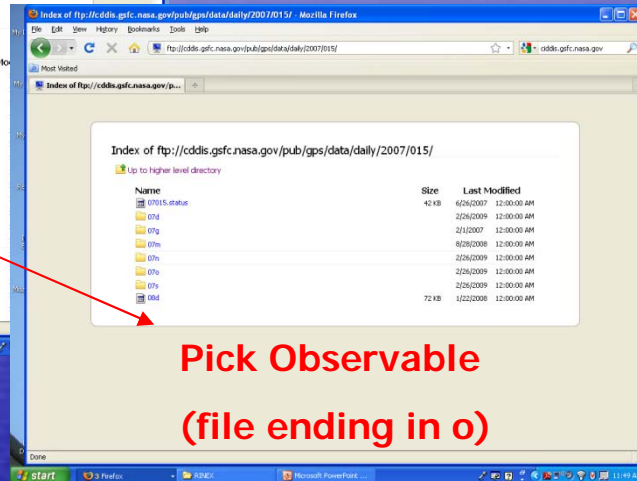 Index of ftp://cddis.gsfc.nasa.gov/pub/gps/data/daily/2007/015/ - Mozilla Firefox
File Edit View History Bookmarks Tools Help
ftp://cddis.gsfc.nasa.gov/pub/gps/data/daily/2007/015/
cddis.gsfc.nasa.gov
Most Visited
Index of ftp://cddis.gsfc.nasa.gov/p...
Index of ftp://cddis.gsfc.nasa.gov/pub/gps/data/daily/2007/015/
Up to higher level directory
Name Size Last Modified
07015.status 42 KB 6/26/2007 12:00:00 AM
07d 2/26/2009 12:00:00 AM
07g 2/1/2007 12:00:00 AM
07m 8/28/2008 12:00:00 AM
07n 2/26/2009 12:00:00 AM
07o 2/26/2009 12:00:00 AM
07s 2/26/2009 12:00:00 AM
08d 72 KB 1/22/2008 12:00:00 AM
Pick Observable
(file ending in o)
Done
start 3 Firefox RINEX Microsoft PowerPoint ... 11:49 A